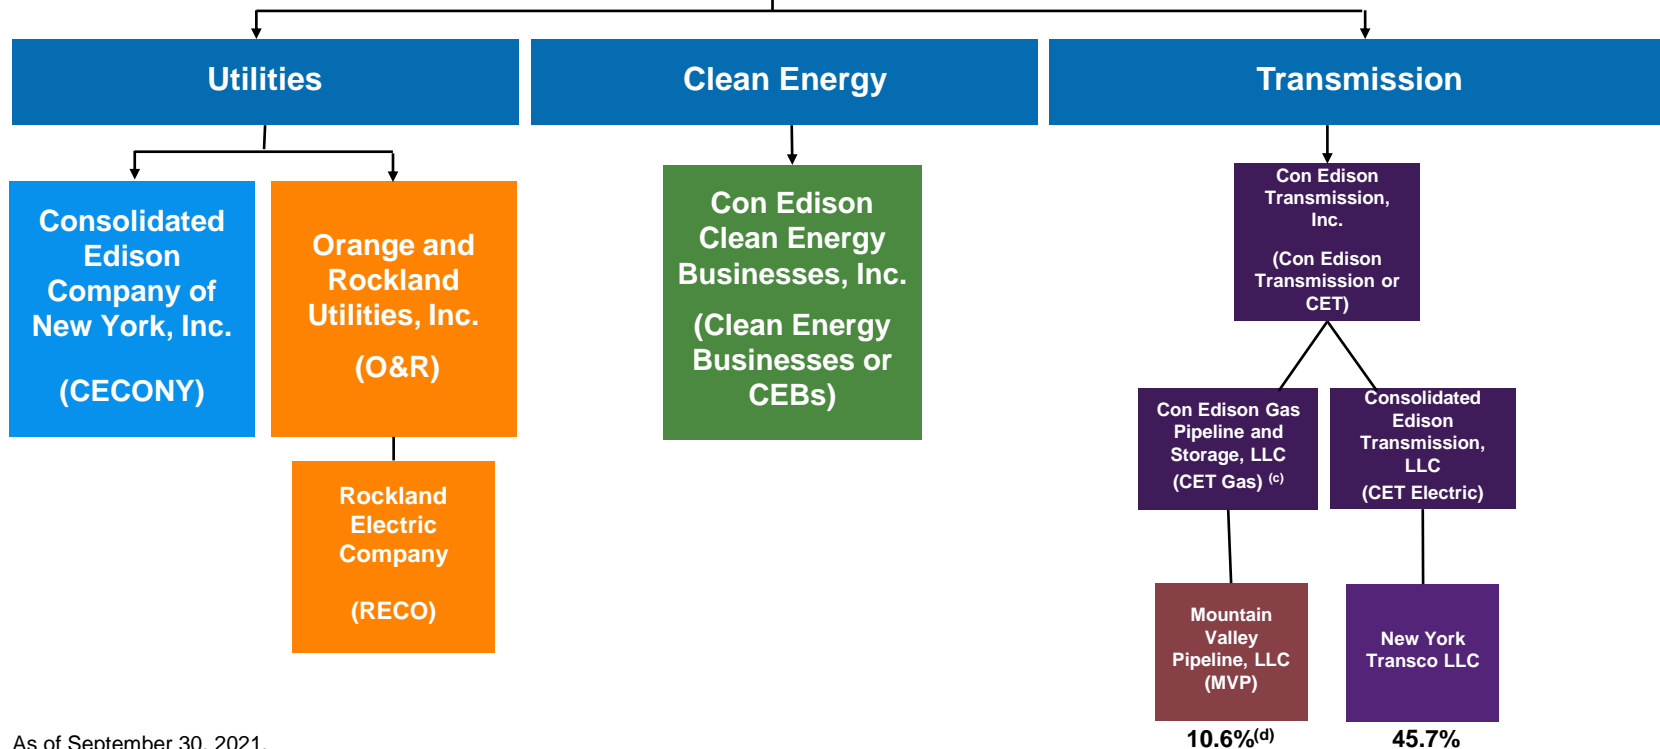 Utilities
Clean Energy
Transmission
Consolidated
Edison
Company of
New York, Inc.
(CECONY)
Orange and
Rockland
Utilities, Inc.
(O&R)
Rockland
Electric
Company
(RECO)
Con Edison
Clean Energy
Businesses, Inc.
(Clean Energy
Businesses or
CEBs)
Con Edison
Transmission,
Inc.
(Con Edison
Transmission or
CET)
Con Edison Gas
Pipeline and
Storage, LLC
(CET Gas) (c)
Consolidated
Edison
Transmission,
LLC
(CET Electric)
Mountain
Valley
Pipeline, LLC
(MVP)
10.6%(d)
New York
Transco LLC
45.7%
As of September 30, 2021.